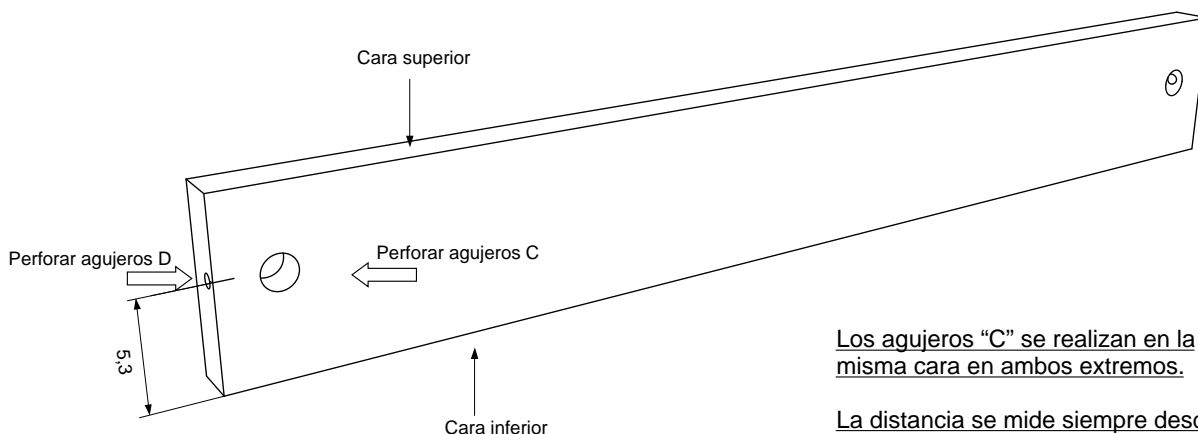 Cara superior
Perforar agujeros D
Perforar agujeros C
5,3
Los agujeros “C” se realizan en la
misma cara en ambos extremos.
La distancia se mide siempre
Cara inferior